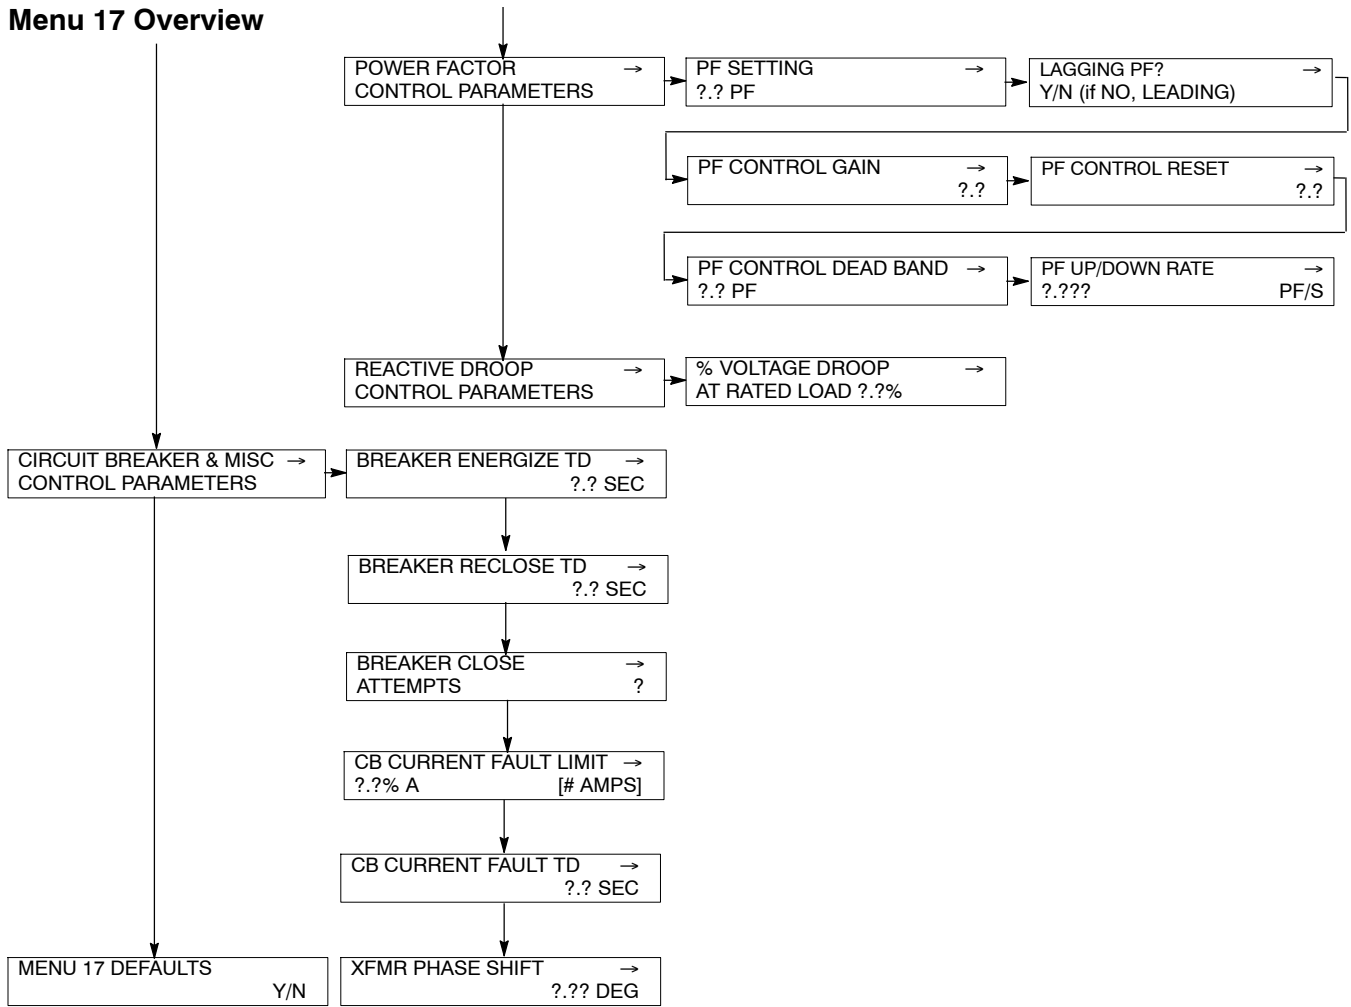 Menu 17 Overview
POWER FACTOR →
CONTROL PARAMETERS
PF SETTING →
?.? PF
LAGGING PF? →
Y/N (if NO, LEADING)
PF CONTROL GAIN →
?.?
PF CONTROL RESET →
?.?
PF CONTROL DEAD BAND →
?.? PF
PF UP/DOWN RATE →
?.??? PF/S
REACTIVE DROOP →
CONTROL PARAMETERS
% VOLTAGE DROOP →
AT RATED LOAD ?.?%
CIRCUIT BREAKER & MISC →
CONTROL PARAMETERS
BREAKER ENERGIZE TD →
?.? SEC
BREAKER RECLOSE TD →
?.? SEC
BREAKER CLOSE →
ATTEMPTS ?
CB CURRENT FAULT LIMIT →
?.?% A [# AMPS]
CB CURRENT FAULT TD →
?.? SEC
MENU 17 DEFAULTS
Y/N
XFMR PHASE SHIFT →
?.?? DEG